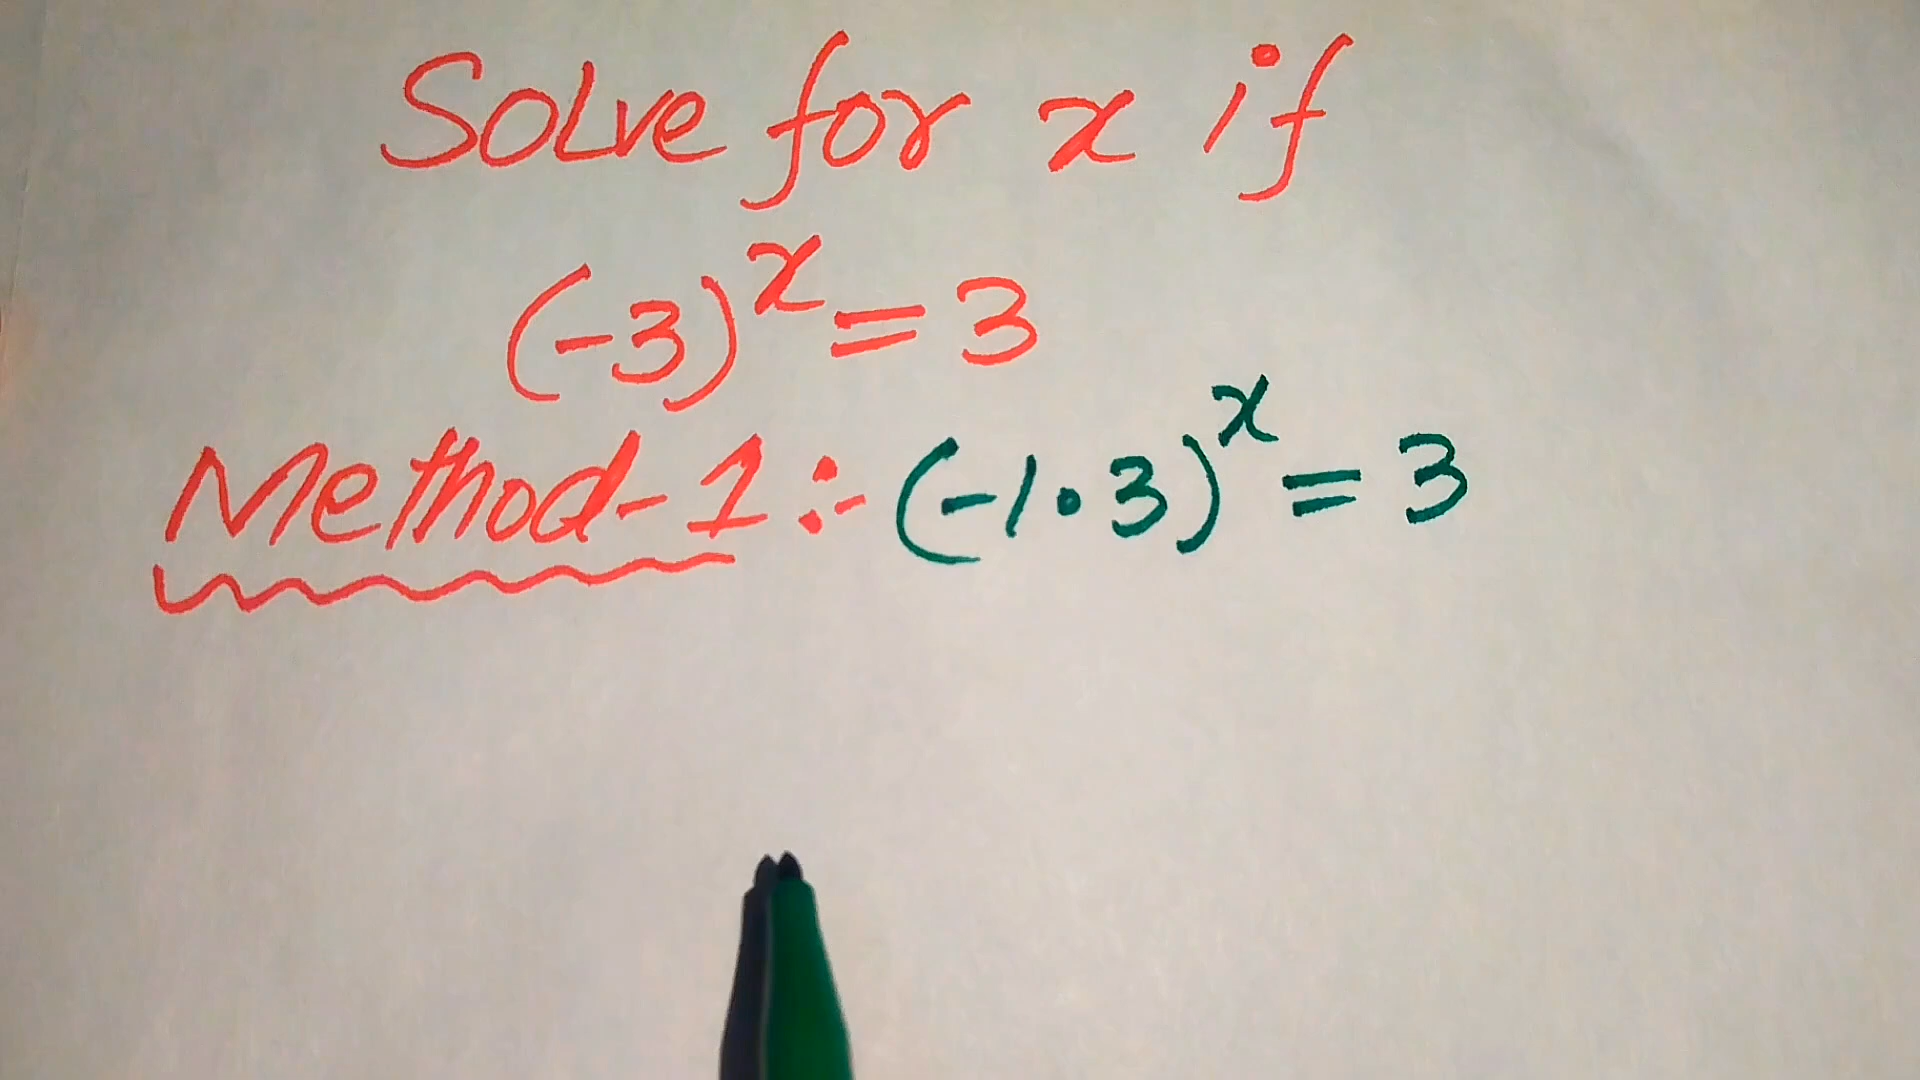 Solve for x if
(-3)^x = 3
Method-1 :- (-1·3)^x = 3